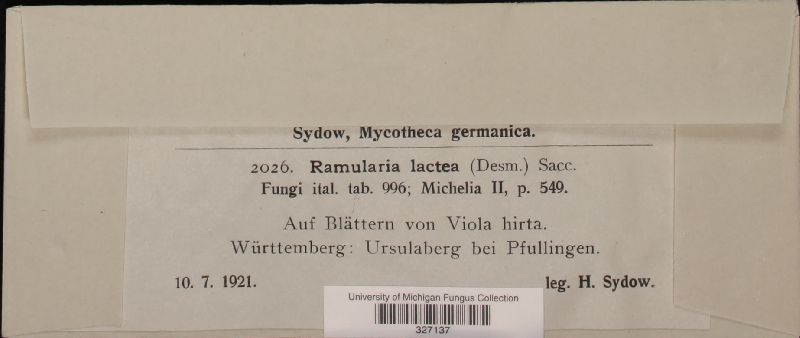 Sydow, Mycotheca germanica.
2026. Ramularia lactea (Desm.) Sacc.
Fungi ital. tab. 996; Michelia II, p. 549.
Auf Blättern von Viola hirta.
Württemberg: Ursulaberg bei Pfullingen.
10. 7. 1921. leg. H. Sydow.
University of Michigan Fungus Collection
327137